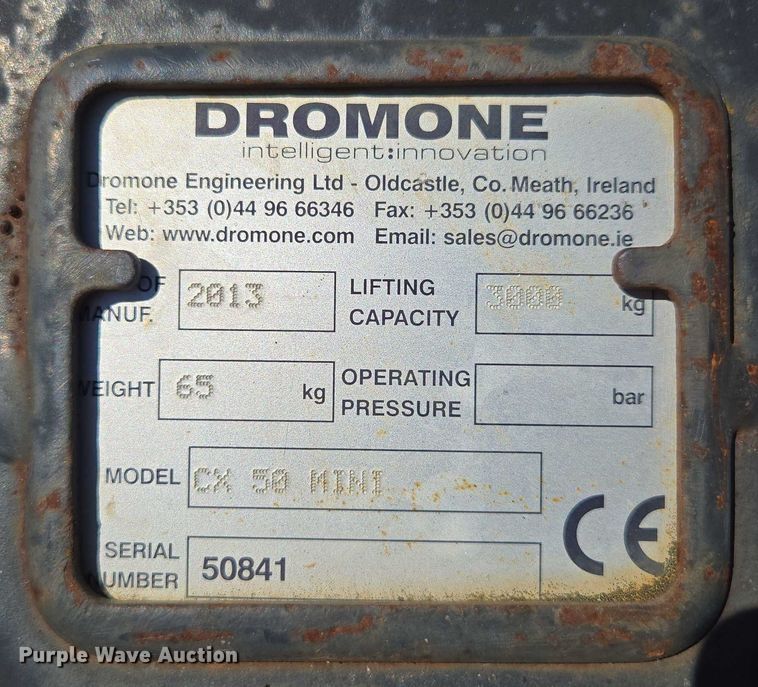 DROMONE
intelligent:innovation
Dromone Engineering Ltd - Oldcastle, Co. Meath, Ireland
Tel: +353 (0)44 96 66346 Fax: +353 (0)44 96 66236
Web: www.dromone.com Email: sales@dromone.ie
OF MANUF. 2013 LIFTING CAPACITY 3000 kg
WEIGHT 65 kg OPERATING PRESSURE bar
MODEL CX 50 MINI
SERIAL NUMBER 50841
CE
Purple Wave Auction